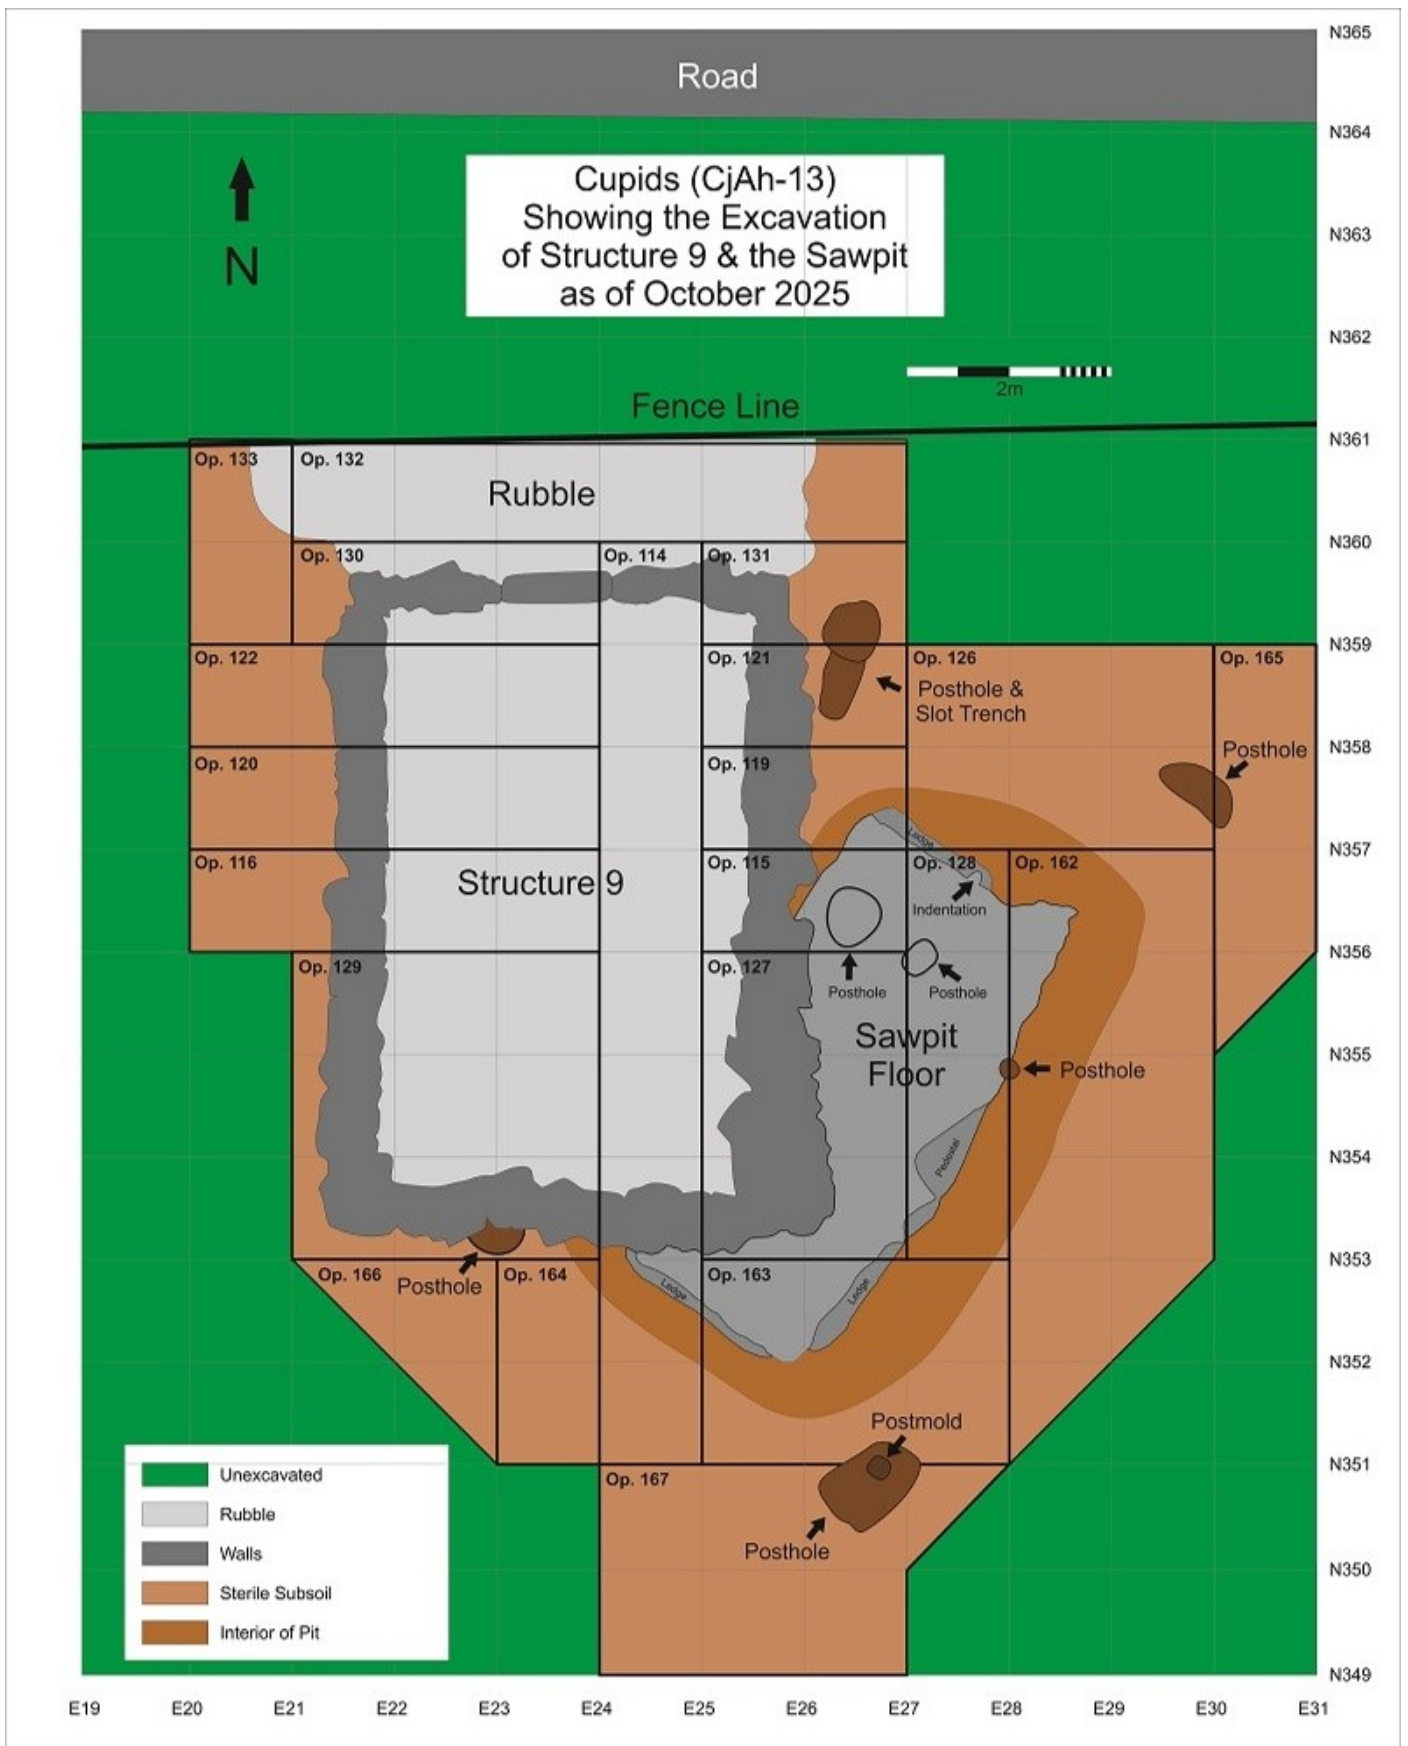 N365
Road
N364
Cupids (CjAh-13)
Showing the Excavation
of Structure 9 & the Sawpit
as of October 2025
N
N363
N362
2m
Fence Line
N361
Op. 133
Op. 132
Rubble
N360
Op. 130
Op. 114
Op. 131
N359
Op. 122
Op. 121
Op. 126
Op. 165
Posthole &
Slot Trench
N358
Posthole
Op. 120
Op. 119
Ledge
N357
Op. 116
Op. 115
Op. 128
Op. 162
Structure 9
Indentation
N356
Op. 129
Op. 127
Posthole
Posthole
Sawpit
Floor
N355
Posthole
Pedestal
N354
N353
Op. 166
Op. 164
Op. 163
Posthole
Ledge
Ledge
N352
Postmold
N351
Op. 167
Posthole
N350
Unexcavated
Rubble
Walls
Sterile Subsoil
Interior of Pit
N349
E19
E20
E21
E22
E23
E24
E25
E26
E27
E28
E29
E30
E31